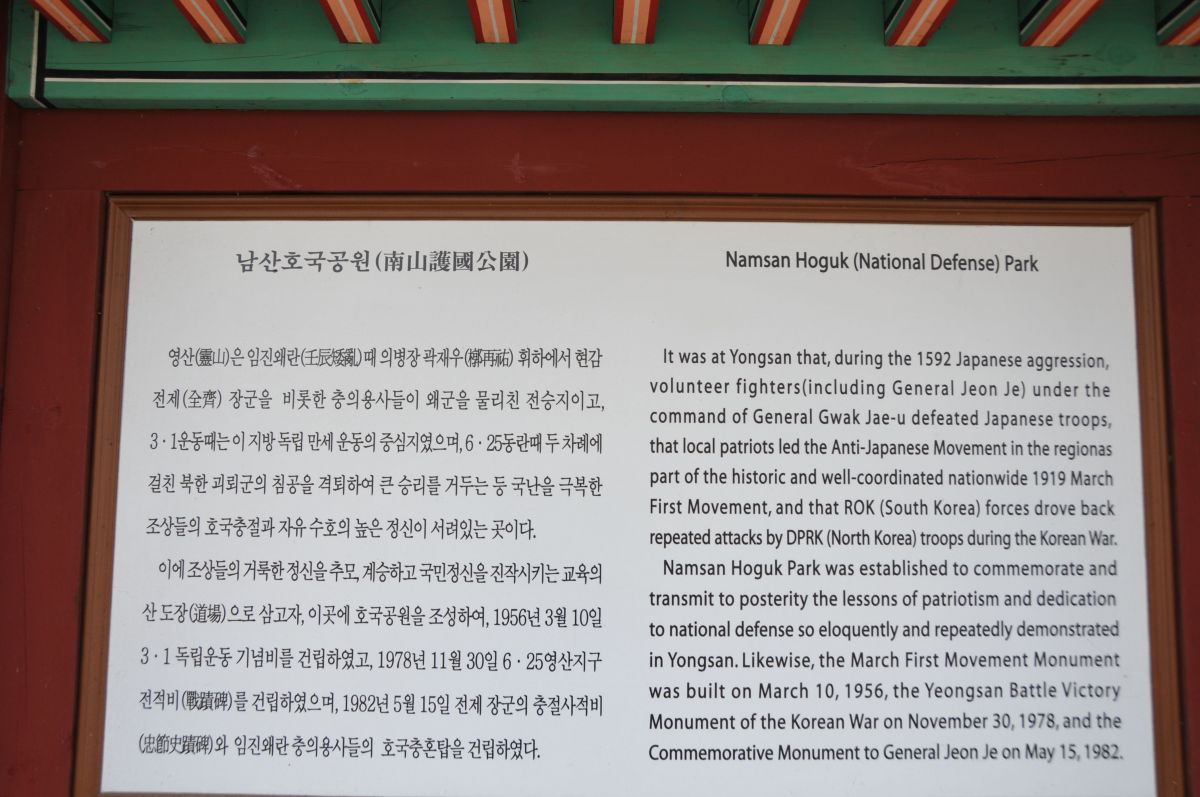 남산호국공원(南山護國公園)
영산(靈山)은 임진왜란(壬辰矮亂)때 의병장 곽재우(槨再祐) 휘하에서 현감
전제(全齊) 장군을 비롯한 충의용사들이 왜군을 물리친 전승지이고,
3·1운동때는 이 지방 독립 만세 운동의 중심지였으며, 6·25동란때 두 차례에
걸친 북한 괴뢰군의 침공을 격퇴하여 큰 승리를 거두는 등 국난을 극복한
조상들의 호국충절과 자유 수호의 높은 정신이 서려있는 곳이다.
이에 조상들의 거룩한 정신을 추모, 계승하고 국민정신을 진작시키는 교육의
산 도장(道場)으로 삼고자, 이곳에 호국공원을 조성하여, 1956년 3월 10일
3·1 독립운동 기념비를 건립하였고, 1978년 11월 30일 6·25영산지구
전적비(戰蹟碑)를 건립하였으며, 1982년 5월 15일 전제 장군의 충절사적비
(忠節史蹟碑)와 임진왜란 충의용사들의 호국충혼탑을 건립하였다.
Namsan Hoguk (National Defense) Park
It was at Yongsan that, during the 1592 Japanese aggression,
volunteer fighters(including General Jeon Je) under the
command of General Gwak Jae-u defeated Japanese troops,
that local patriots led the Anti-Japanese Movement in the regionas
part of the historic and well-coordinated nationwide 1919 March
First Movement, and that ROK (South Korea) forces drove back
repeated attacks by DPRK (North Korea) troops during the Korean War.
Namsan Hoguk Park was established to commemorate and
transmit to posterity the lessons of patriotism and dedication
to national defense so eloquently and repeatedly demonstrated
in Yongsan. Likewise, the March First Movement Monument
was built on March 10, 1956, the Yeongsan Battle Victory
Monument of the Korean War on November 30, 1978, and the
Commemorative Monument to General Jeon Je on May 15, 1982.